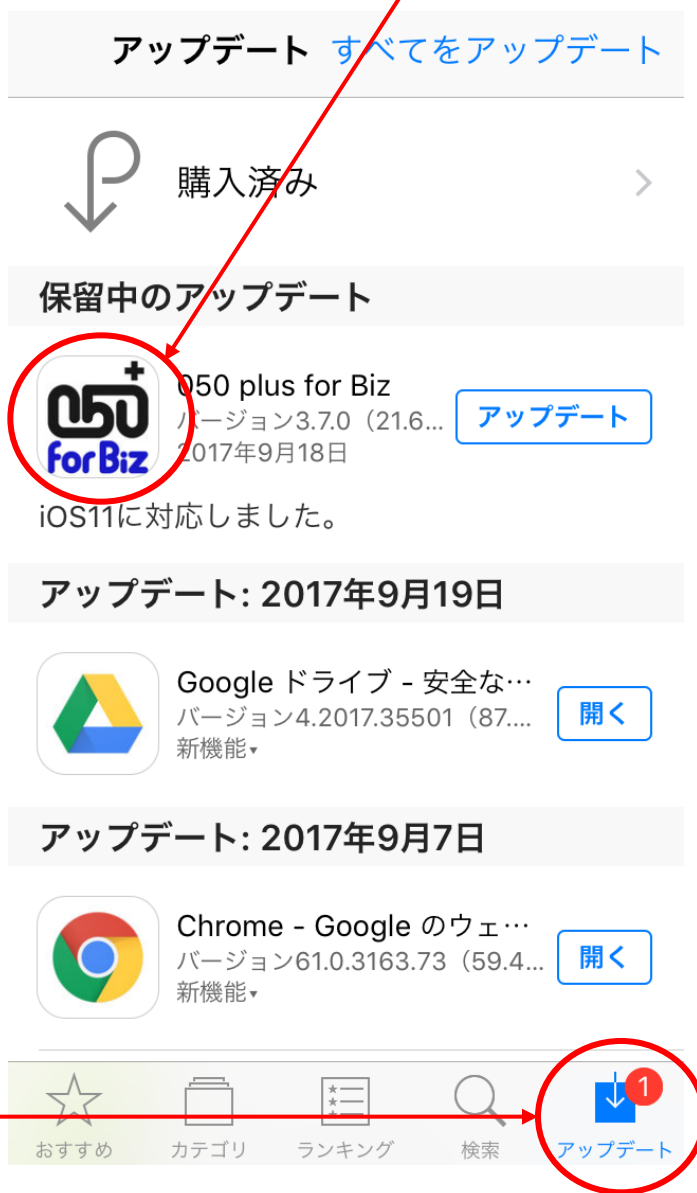 アップデート すべてをアップデート
購入済み
保留中のアップデート
050 plus for Biz
バージョン3.7.0（21.6...
2017年9月18日
アップデート
050+
for Biz
iOS11に対応しました。
アップデート: 2017年9月19日
Google ドライブ - 安全な…
バージョン4.2017.35501（87....
新機能▾
開く
アップデート: 2017年9月7日
Chrome - Google のウェ…
バージョン61.0.3163.73（59.4...
新機能▾
開く
1
おすすめ カテゴリ ランキング 検索 アップデート